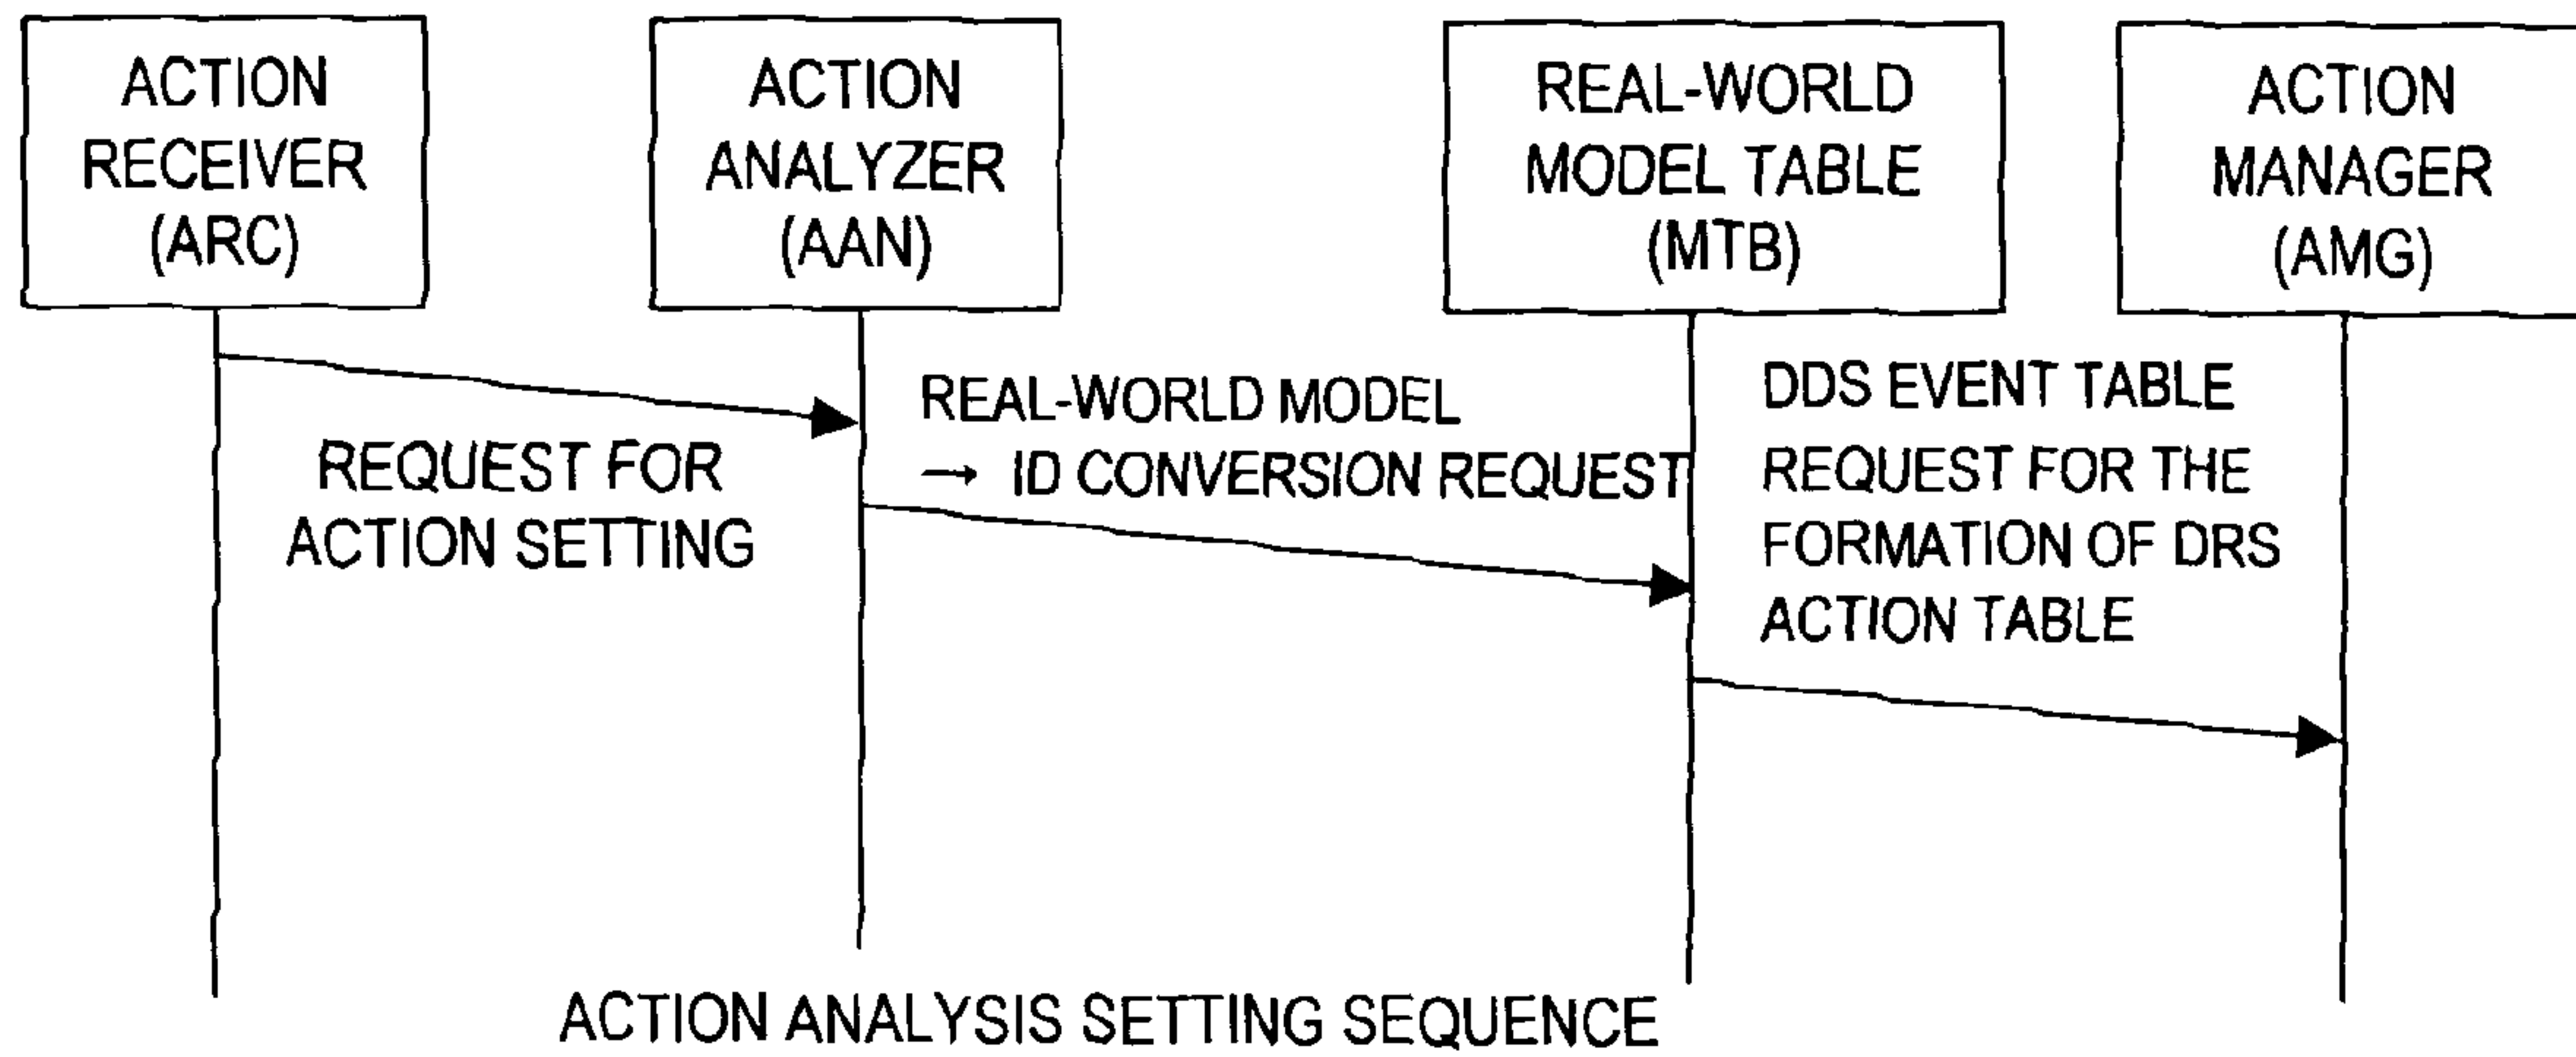 ACTION
RECEIVER
(ARC)
ACTION
ANALYZER
(AAN)
REAL-WORLD
MODEL TABLE
(MTB)
ACTION
MANAGER
(AMG)
REQUEST FOR
ACTION SETTING
REAL-WORLD MODEL
→ ID CONVERSION REQUEST
DDS EVENT TABLE
REQUEST FOR THE
FORMATION OF DRS
ACTION TABLE
ACTION ANALYSIS SETTING SEQUENCE